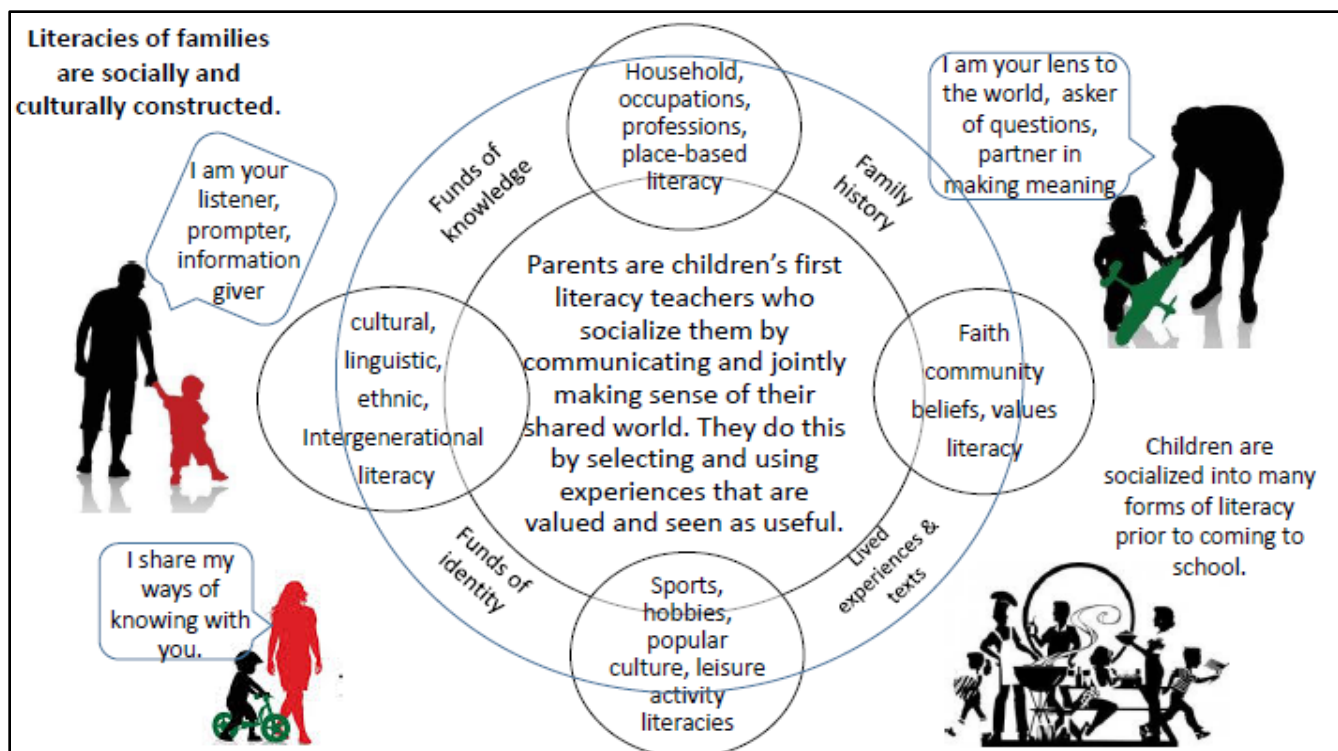 Literacies of families
are socially and
culturally constructed.
I am your
listener,
prompter,
information
giver
Funds of
knowledge
Household,
occupations,
professions,
place-based
literacy
Family
history
I am your lens to
the world, asker
of questions,
partner in
making meaning
cultural,
linguistic,
ethnic,
Intergenerational
literacy
Parents are children’s first
literacy teachers who
socialize them by
communicating and jointly
making sense of their
shared world. They do this
by selecting and using
experiences that are
valued and seen as useful.
Faith
community
beliefs, values
literacy
Funds of
identity
Sports,
hobbies,
popular
culture, leisure
activity
literacies
Lived
experiences &
texts
I share my
ways of
knowing with
you.
Children are
socialized into many
forms of literacy
prior to coming to
school.